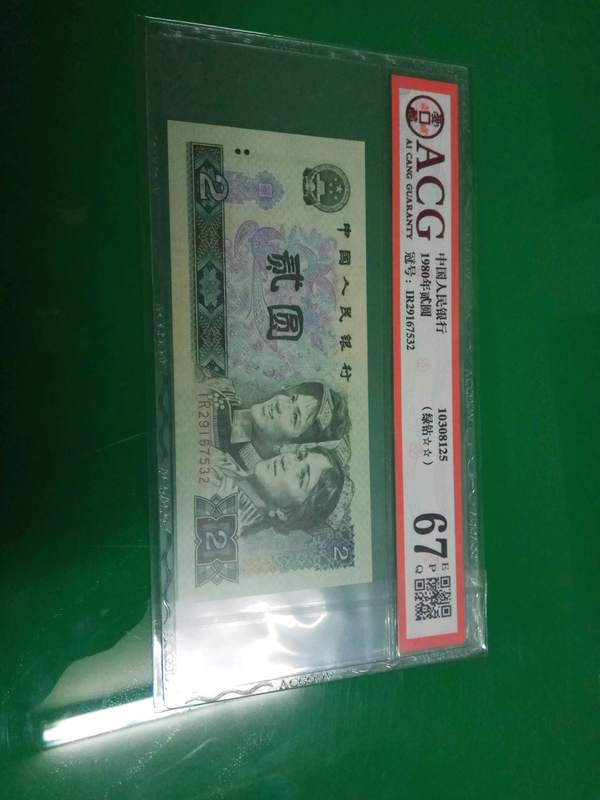 ACG
AI CANG GUARANTY
中国人民银行
1980年贰圆
冠号：IR29167532
10308125
（绿钻☆☆）
67
E
P
Q
中国人民银行
贰圆
2
IR29167532
2
2